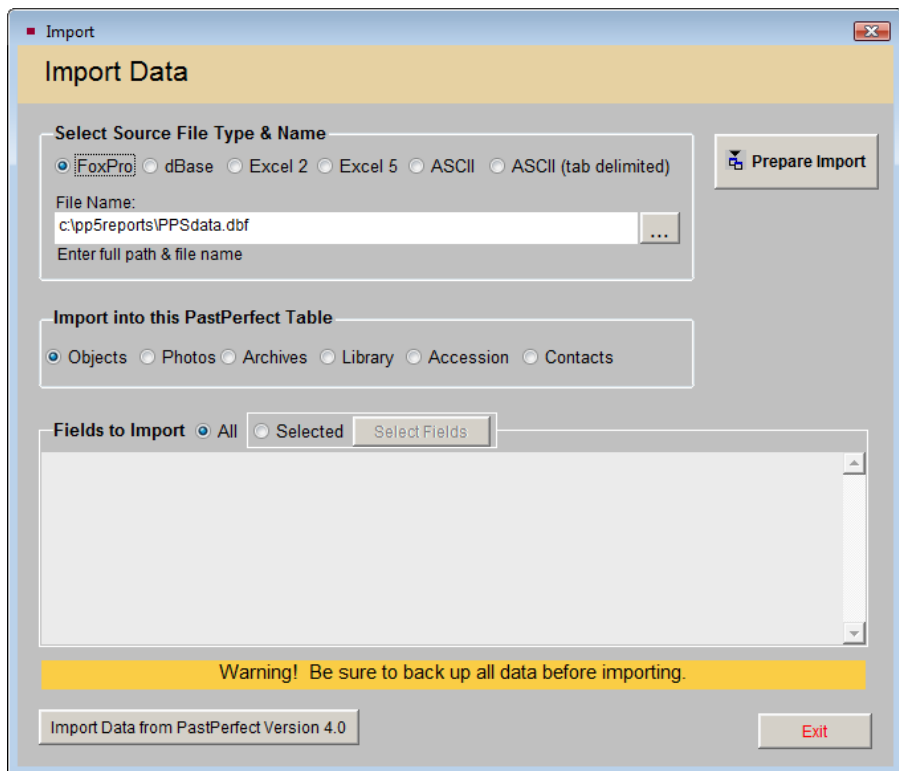 Import
Import Data
Select Source File Type & Name
FoxPro dBase Excel 2 Excel 5 ASCII ASCII (tab delimited)
Prepare Import
File Name:
c:\pp5reports\PPSdata.dbf
...
Enter full path & file name
Import into this PastPerfect Table
Objects Photos Archives Library Accession Contacts
Fields to Import All Selected Select Fields
Warning! Be sure to back up all data before importing.
Import Data from PastPerfect Version 4.0
Exit